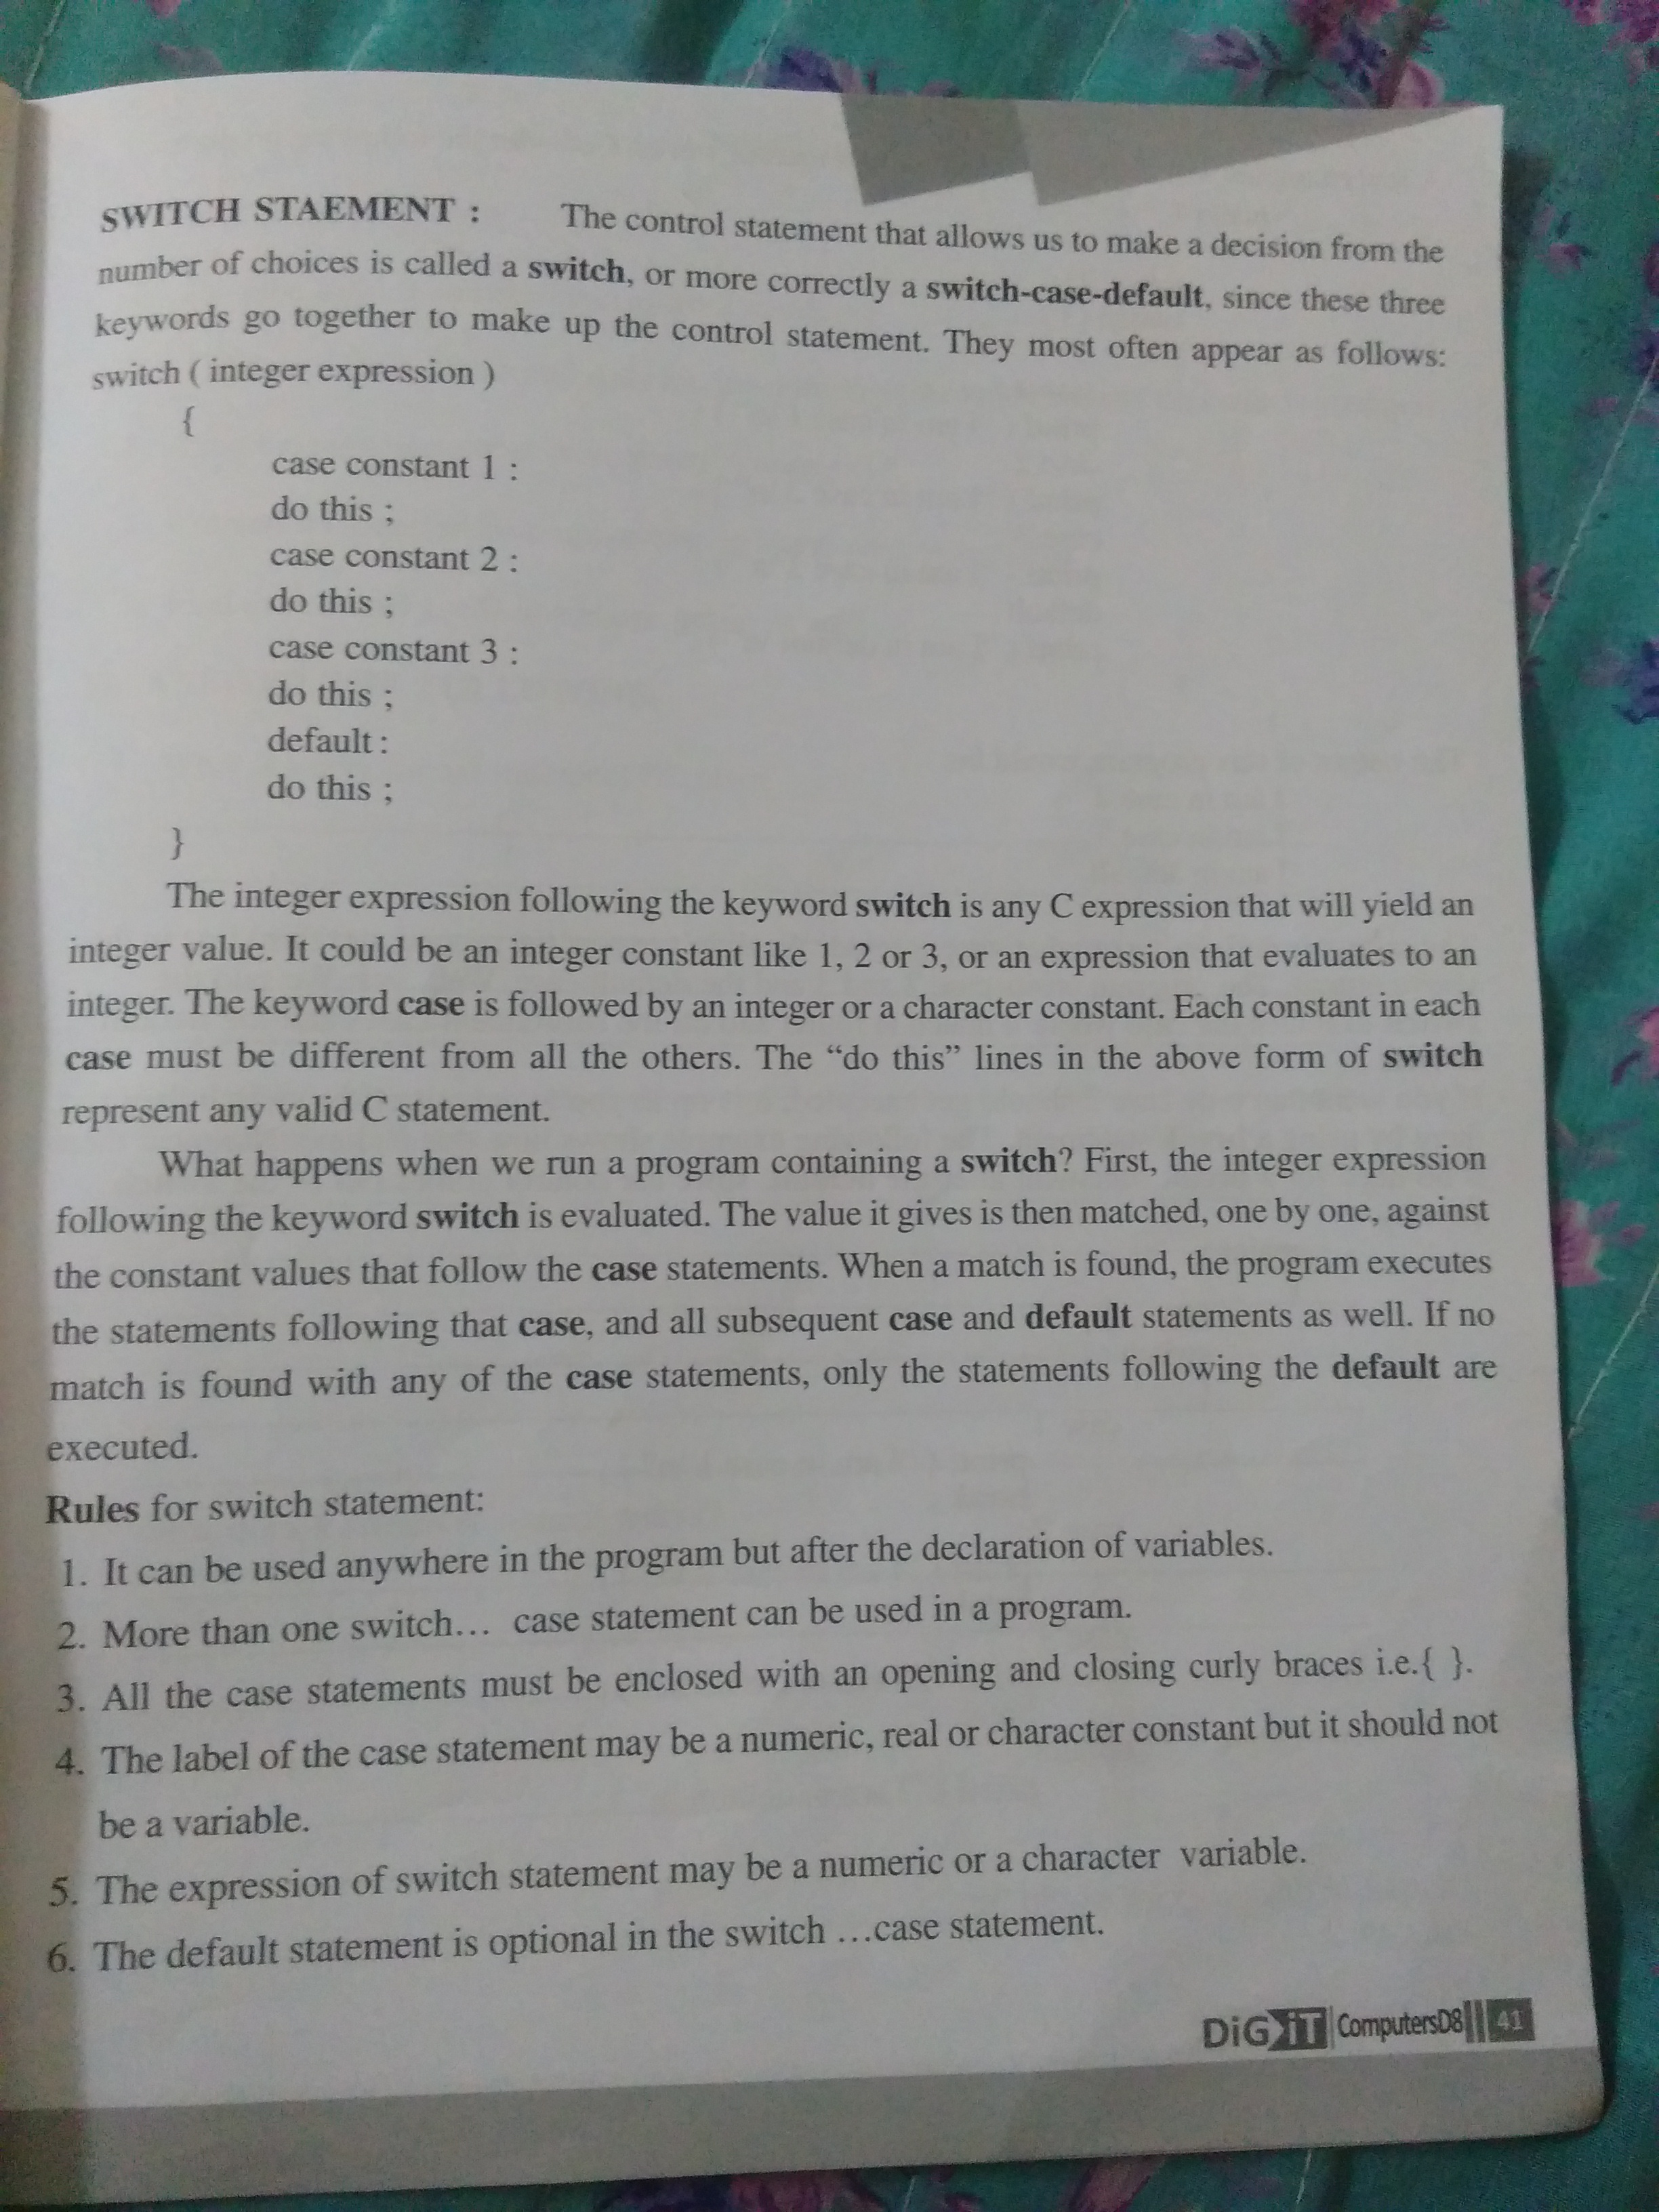 SWITCH STAEMENT : The control statement that allows us to make a decision from the
number of choices is called a switch, or more correctly a switch-case-default, since these three
keywords go together to make up the control statement. They most often appear as follows:
switch ( integer expression )
{
case constant 1 :
do this ;
case constant 2 :
do this ;
case constant 3 :
do this ;
default :
do this ;
}
The integer expression following the keyword switch is any C expression that will yield an
integer value. It could be an integer constant like 1, 2 or 3, or an expression that evaluates to an
integer. The keyword case is followed by an integer or a character constant. Each constant in each
case must be different from all the others. The “do this” lines in the above form of switch
represent any valid C statement.
What happens when we run a program containing a switch? First, the integer expression
following the keyword switch is evaluated. The value it gives is then matched, one by one, against
the constant values that follow the case statements. When a match is found, the program executes
the statements following that case, and all subsequent case and default statements as well. If no
match is found with any of the case statements, only the statements following the default are
executed.
Rules for switch statement:
1. It can be used anywhere in the program but after the declaration of variables.
2. More than one switch… case statement can be used in a program.
3. All the case statements must be enclosed with an opening and closing curly braces i.e.{ }.
4. The label of the case statement may be a numeric, real or character constant but it should not
be a variable.
5. The expression of switch statement may be a numeric or a character variable.
6. The default statement is optional in the switch …case statement.
DiGiT ComputersD8 41